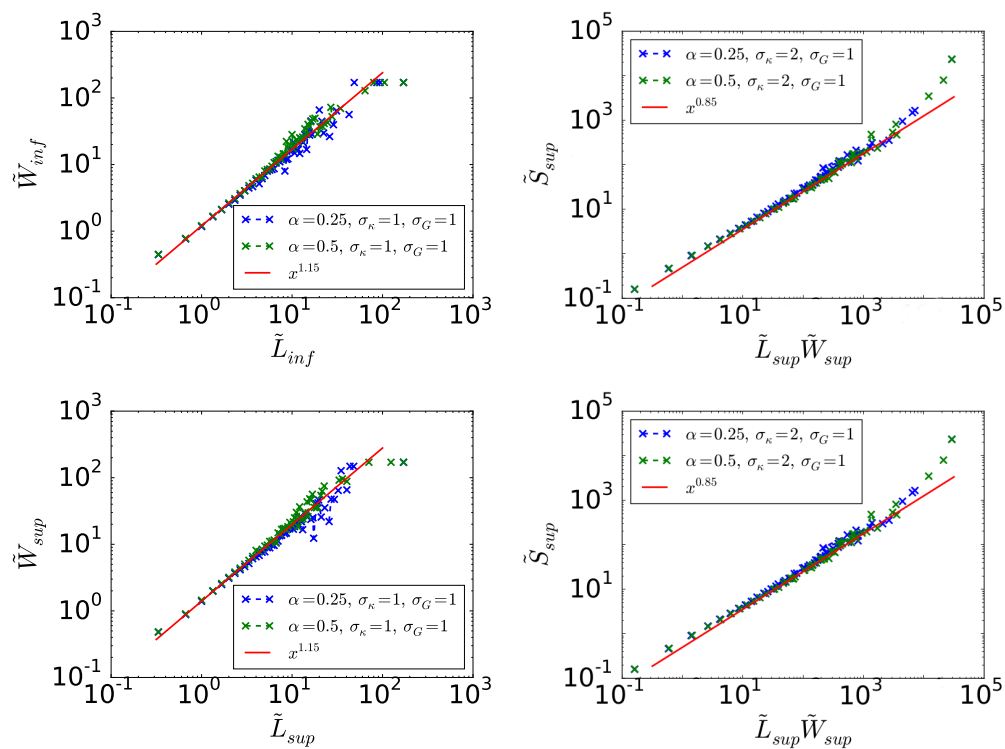 10^3
10^2
10^1
10^0
10^-1
W̃_inf
α=0.25, σ_κ=1, σ_G=1
α=0.5, σ_κ=1, σ_G=1
x^1.15
10^-1 10^0 10^1 10^2 10^3
L̃_inf
10^5
10^3
10^1
10^-1
S̃_sup
α=0.25, σ_κ=2, σ_G=1
α=0.5, σ_κ=2, σ_G=1
x^0.85
10^-1 10^1 10^3 10^5
L̃_sup W̃_sup
10^3
10^2
10^1
10^0
10^-1
W̃_sup
α=0.25, σ_κ=1, σ_G=1
α=0.5, σ_κ=1, σ_G=1
x^1.15
10^-1 10^0 10^1 10^2 10^3
L̃_sup
10^5
10^3
10^1
10^-1
S̃_sup
α=0.25, σ_κ=2, σ_G=1
α=0.5, σ_κ=2, σ_G=1
x^0.85
10^-1 10^1 10^3 10^5
L̃_sup W̃_sup